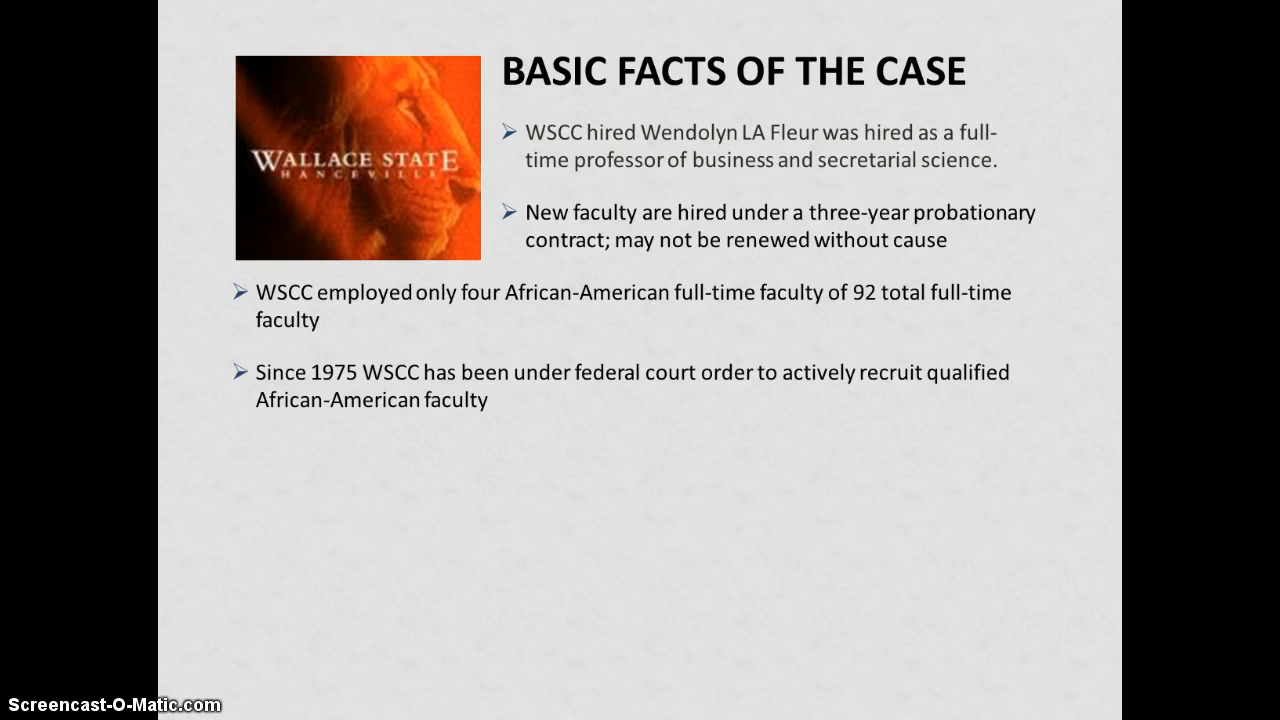 WALLACE STATE
HANCEVILLE
BASIC FACTS OF THE CASE
WSCC hired Wendolyn LA Fleur was hired as a full-
time professor of business and secretarial science.
New faculty are hired under a three-year probationary
contract; may not be renewed without cause
WSCC employed only four African-American full-time faculty of 92 total full-time
faculty
Since 1975 WSCC has been under federal court order to actively recruit qualified
African-American faculty
Screencast-O-Matic.com